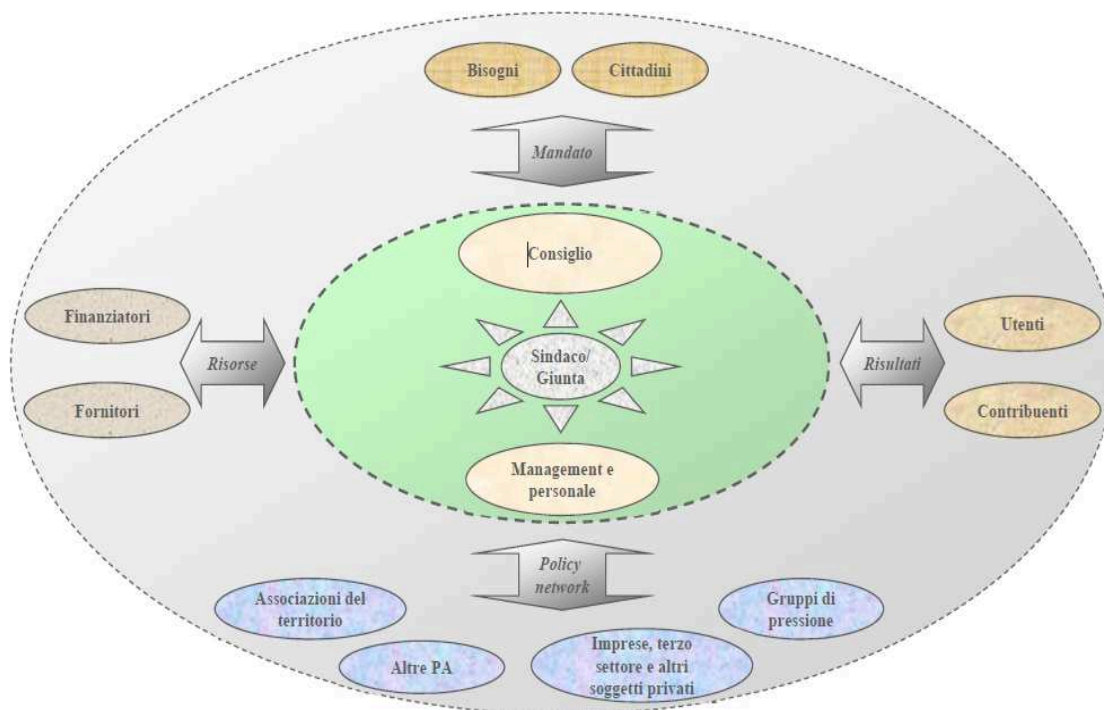 Bisogni
Cittadini
Mandato
Consiglio
Finanziatori
Risorse
Fornitori
Sindaco/
Giunta
Utenti
Risultati
Contribuenti
Management e
personale
Policy
network
Associazioni del
territorio
Altre PA
Imprese, terzo
settore e altri
soggetti privati
Gruppi di
pressione